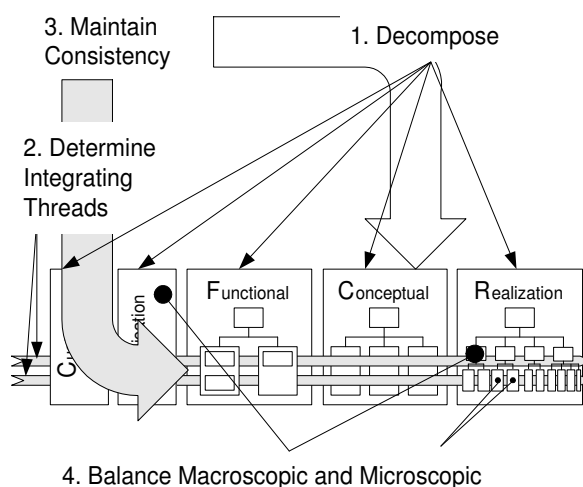 3. Maintain
Consistency
1. Decompose
2. Determine
Integrating
Threads
Functional
Conceptual
Realization
4. Balance Macroscopic and Microscopic